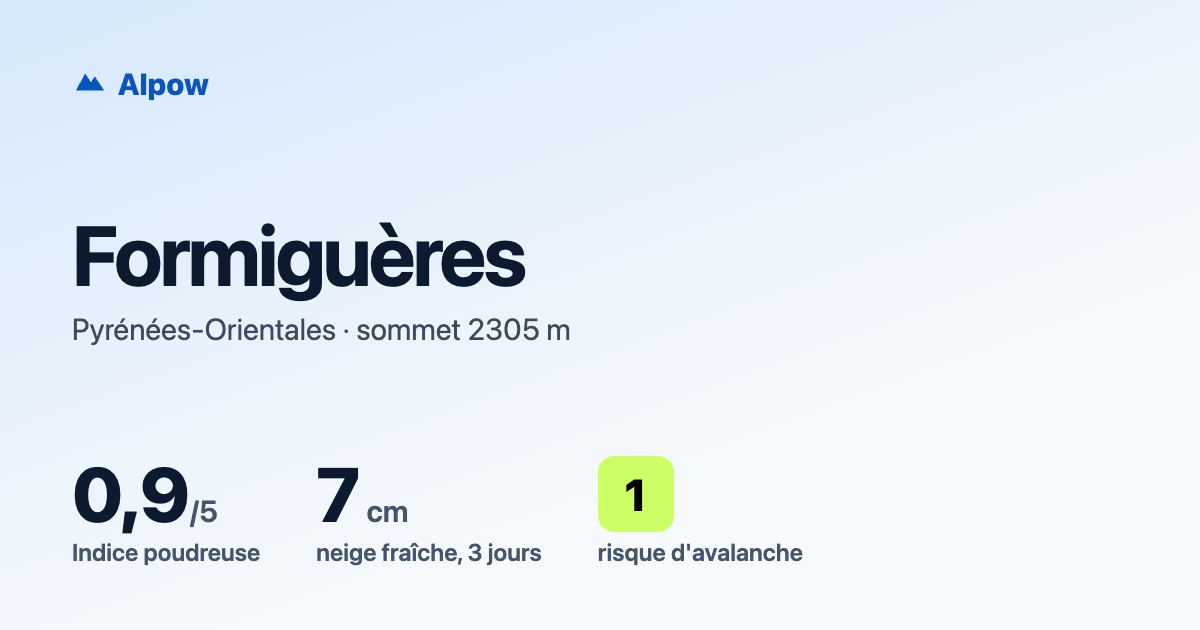 Alpow
Formiguères
Pyrénées-Orientales · sommet 2305 m
0,9/5 7 cm 1
Indice poudreuse neige fraîche, 3 jours risque d'avalanche